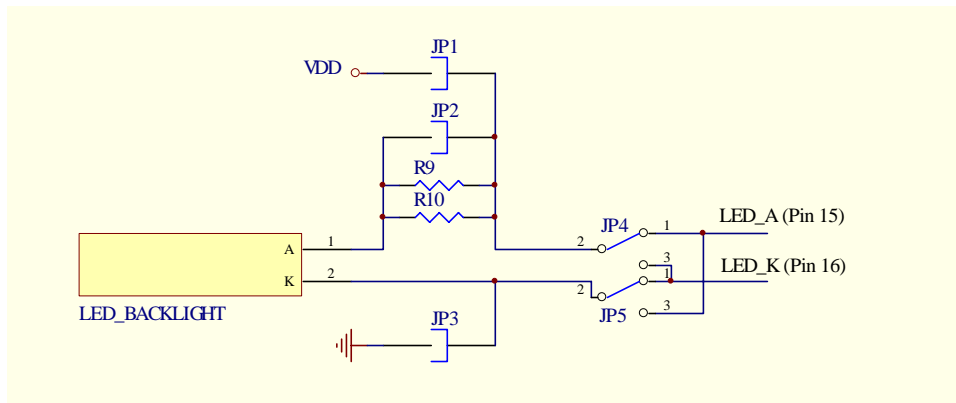 JP1
VDD
JP2
R9
R10
LED_A (Pin 15)
JP4
1
2
A
1
3
LED_K (Pin 16)
K
2
1
2
LED_BACKLIGHT
JP3
JP5
3